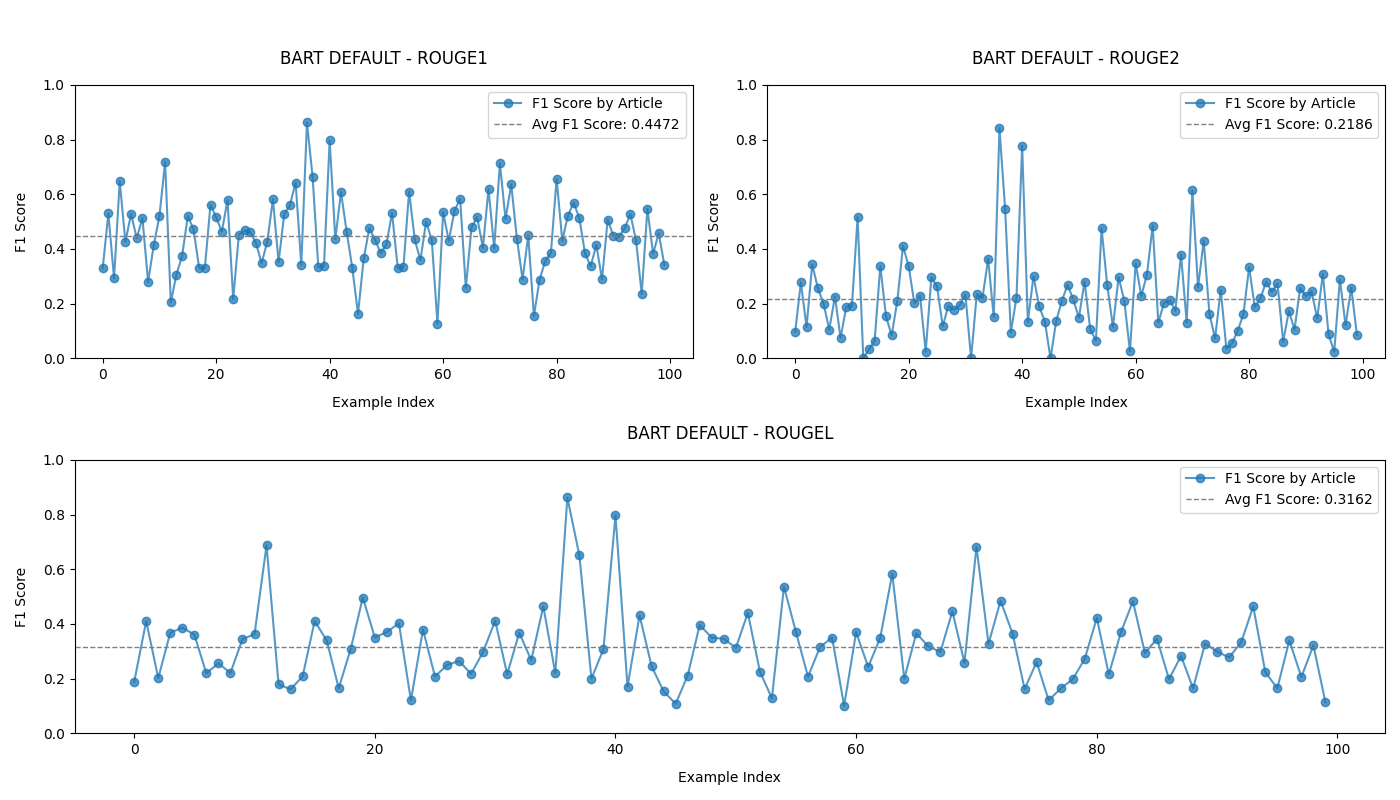 BART DEFAULT - ROUGE1
F1 Score by Article
Avg F1 Score: 0.4472
F1 Score
1.0
0.8
0.6
0.4
0.2
0.0
0 20 40 60 80 100
Example Index
BART DEFAULT - ROUGE2
F1 Score by Article
Avg F1 Score: 0.2186
F1 Score
1.0
0.8
0.6
0.4
0.2
0.0
0 20 40 60 80 100
Example Index
BART DEFAULT - ROUGEL
F1 Score by Article
Avg F1 Score: 0.3162
F1 Score
1.0
0.8
0.6
0.4
0.2
0.0
0 20 40 60 80 100
Example Index